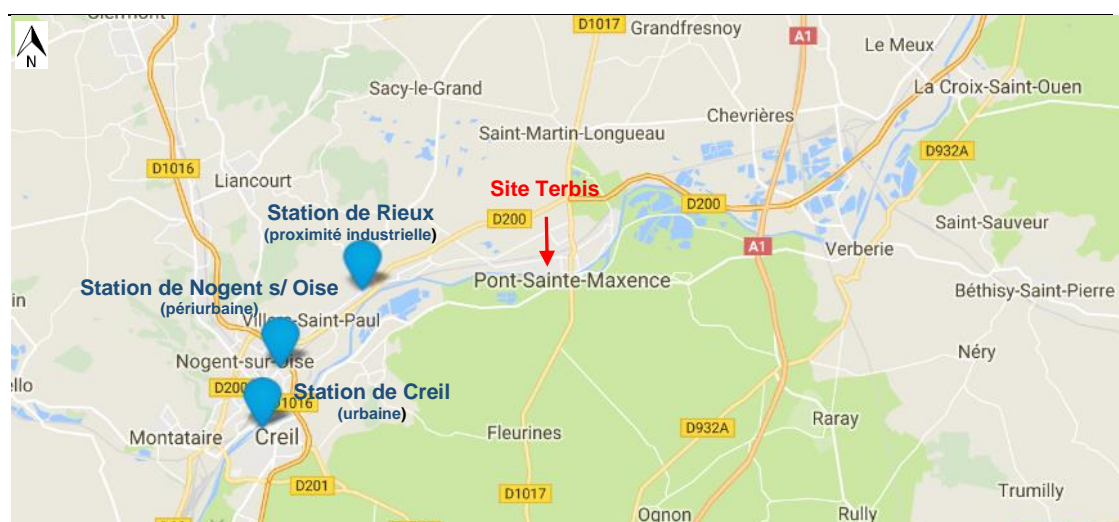 Clermont
D1017
Grandfresnoy
A1
Le Meux
N
Sacy-le-Grand
La Croix-Saint-Ouen
Chevrières
Saint-Martin-Longueau
D932A
D1016
Liancourt
Site Terbis
D200
Station de Rieux
(proximité industrielle)
D200
Saint-Sauveur
A1
Verberie
Pont-Sainte-Maxence
Station de Nogent s/ Oise
(périurbaine)
Béthisy-Saint-Pierre
Villers-Saint-Paul
Nogent-sur-Oise
Néry
D200
Station de Creil
D1016
(urbaine)
Raray
Montataire
Creil
Fleurines
D932A
D201
D1017
Trumilly
Ognon
Rully